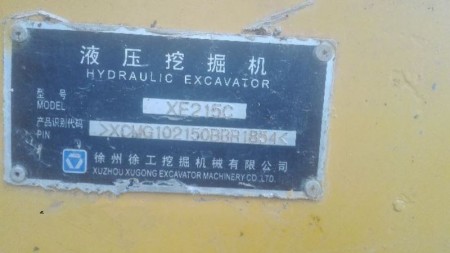 液压挖掘机
HYDRAULIC EXCAVATOR
型号
MODEL XE215C
产品识别代码
PIN >XCMG10215CBBR1854<
徐州徐工挖掘机械有限公司
XUZHOU XUGONG EXCAVATOR MACHINERY CO.,LTD.